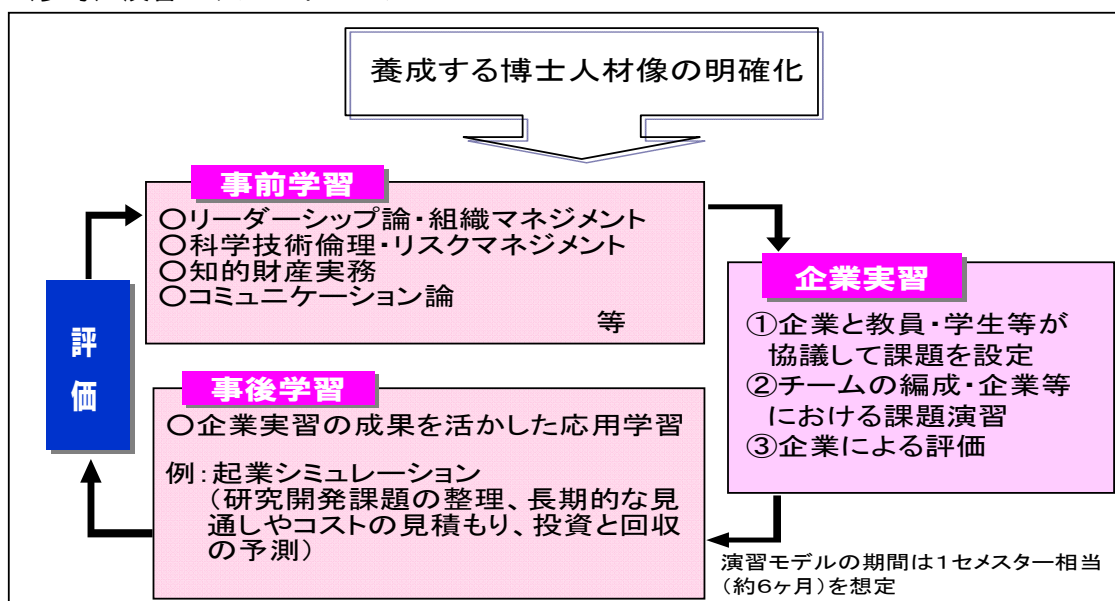 養成する博士人材像の明確化
事前学習
○リーダーシップ論・組織マネジメント
○科学技術倫理・リスクマネジメント
○知的財産実務
○コミュニケーション論
等
企業実習
①企業と教員・学生等が
協議して課題を設定
②チームの編成・企業等
における課題演習
③企業による評価
評
価
事後学習
○企業実習の成果を活かした応用学習
例：起業シミュレーション
（研究開発課題の整理、長期的な見
通しやコストの見積もり、投資と回収
の予測）
演習モデルの期間は１セメスター相当
（約6ヶ月）を想定